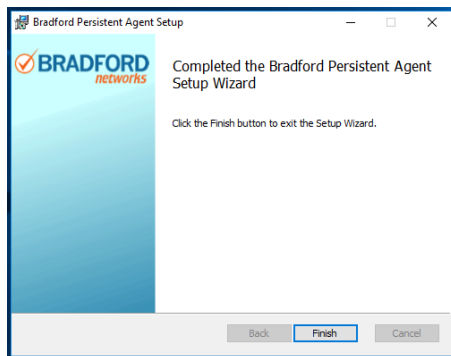 Bradford Persistent Agent Setup
BRADFORD
networks
Completed the Bradford Persistent Agent
Setup Wizard
Click the Finish button to exit the Setup Wizard.
Back
Finish
Cancel